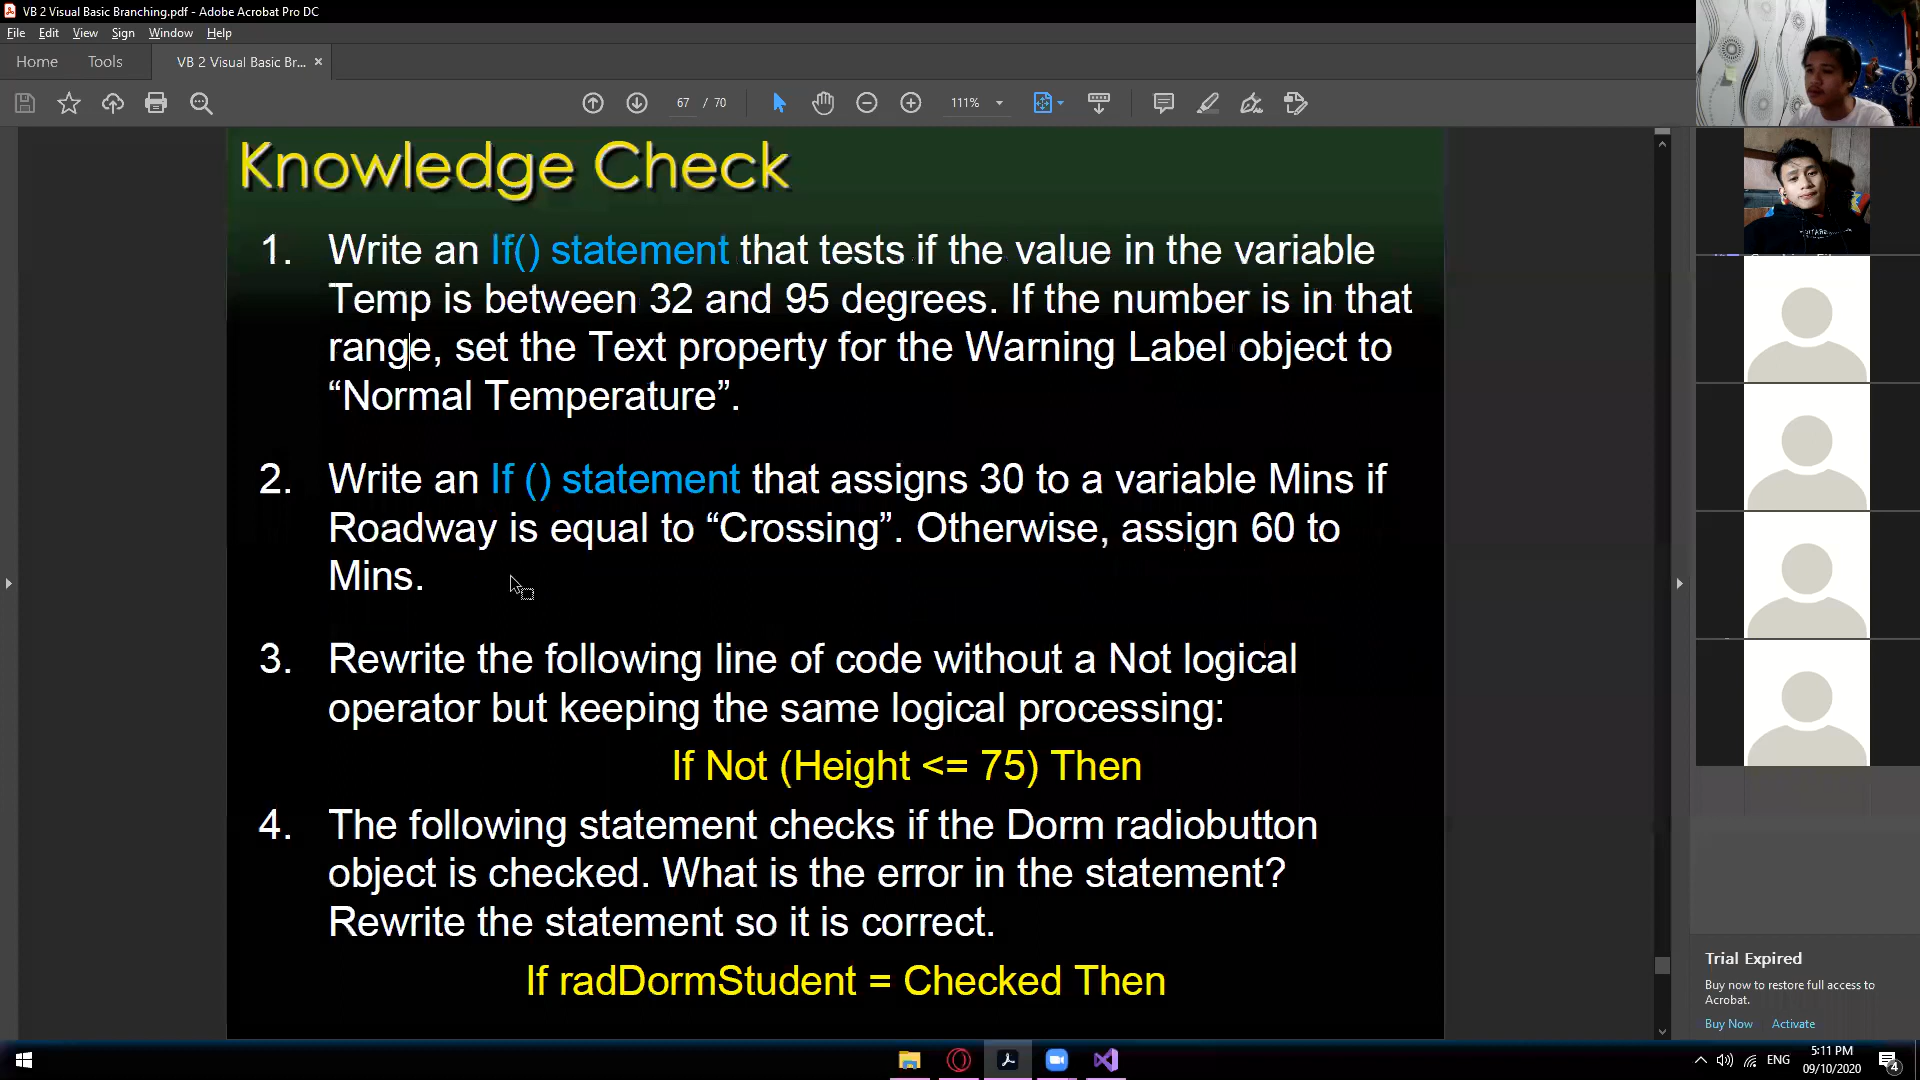 VB 2 Visual Basic Branching.pdf - Adobe Acrobat Pro DC
File Edit View Sign Window Help
Home Tools VB 2 Visual Basic Br... ×
67 / 70 111%
Knowledge Check
1. Write an If() statement that tests if the value in the variable
Temp is between 32 and 95 degrees. If the number is in that
range, set the Text property for the Warning Label object to
“Normal Temperature”.
2. Write an If () statement that assigns 30 to a variable Mins if
Roadway is equal to “Crossing”. Otherwise, assign 60 to
Mins.
3. Rewrite the following line of code without a Not logical
operator but keeping the same logical processing:
If Not (Height <= 75) Then
4. The following statement checks if the Dorm radiobutton
object is checked. What is the error in the statement?
Rewrite the statement so it is correct.
If radDormStudent = Checked Then
Trial Expired
Buy now to restore full access to
Acrobat.
Buy Now Activate
ENG
5:11 PM
09/10/2020
4